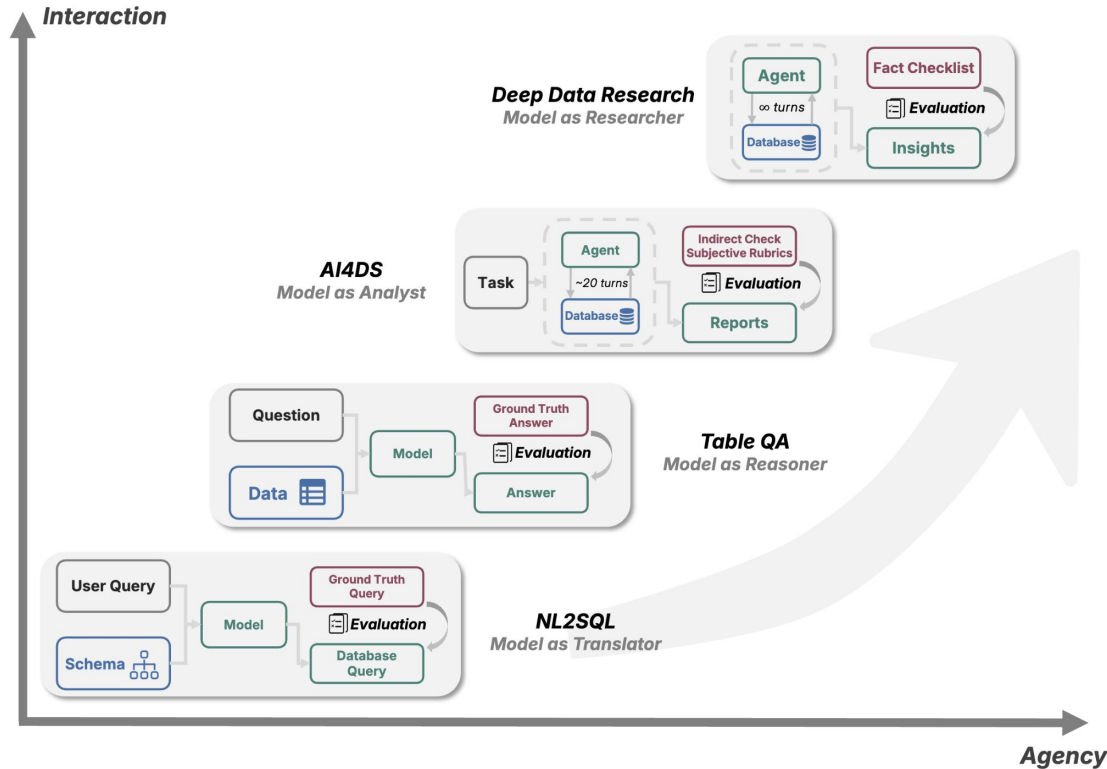 Interaction
Deep Data Research
Model as Researcher
Agent
∞ turns
Database
Fact Checklist
Evaluation
Insights
AI4DS
Model as Analyst
Task
Agent
~20 turns
Database
Indirect Check
Subjective Rubrics
Evaluation
Reports
Question
Data
Model
Ground Truth
Answer
Evaluation
Answer
Table QA
Model as Reasoner
User Query
Schema
Model
Ground Truth
Query
Evaluation
Database
Query
NL2SQL
Model as Translator
Agency